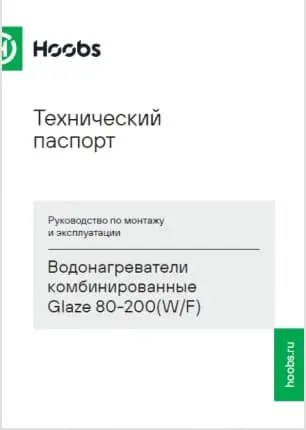 Hoobs
Технический
паспорт
Руководство по монтажу
и эксплуатации
Водонагреватели
комбинированные
Glaze 80-200(W/F)
hoobs.ru